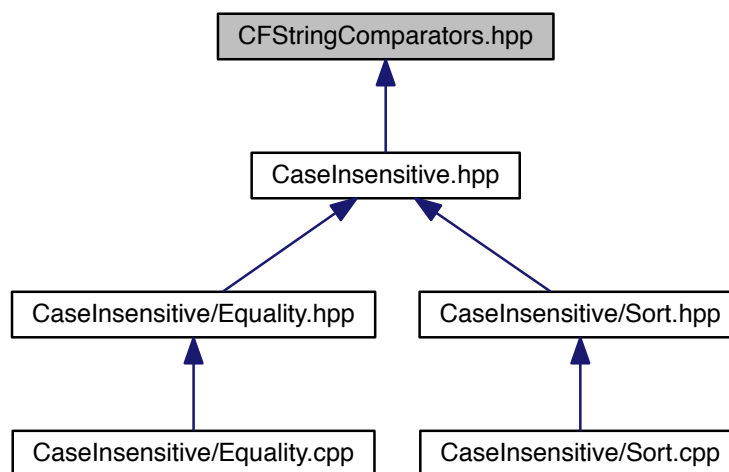 CFStringComparators.hpp
CaseInsensitive.hpp
CaseInsensitive/Equality.hpp
CaseInsensitive/Sort.hpp
CaseInsensitive/Equality.cpp
CaseInsensitive/Sort.cpp